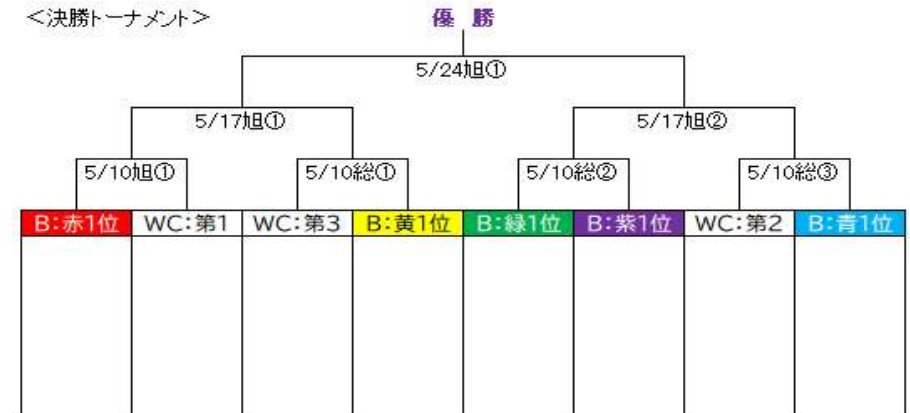 ＜決勝トーナメント＞
優 勝
5/24旭①
5/17旭①
5/17旭②
5/10旭①
5/10総①
5/10総②
5/10総③
B:赤1位
WC:第1
WC:第3
B:黄1位
B:緑1位
B:紫1位
WC:第2
B:青1位